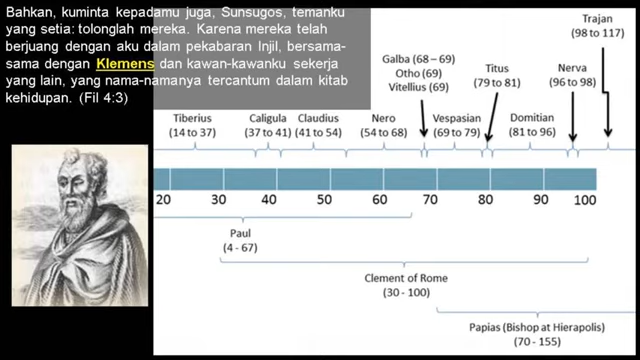 Bahkan, kuminta kepadamu juga, Sunsugos, temanku
yang setia: tolonglah mereka. Karena mereka telah
berjuang dengan aku dalam pekabaran Injil, bersama-
sama dengan Klemens dan kawan-kawanku sekerja
yang lain, yang nama-namanya tercantum dalam kitab
kehidupan. (Fil 4:3)
Trajan
(98 to 117)
Galba (68 – 69)
Otho (69)
Vitellius (69)
Titus
(79 to 81)
Nerva
(96 to 98)
Tiberius
(14 to 37)
Caligula
(37 to 41)
Claudius
(41 to 54)
Nero
(54 to 68)
Vespasian
(69 to 79)
Domitian
(81 to 96)
20 30 40 50 60 70 80 90 100
Paul
(4 - 67)
Clement of Rome
(30 - 100)
Papias (Bishop at Hierapolis)
(70 - 155)